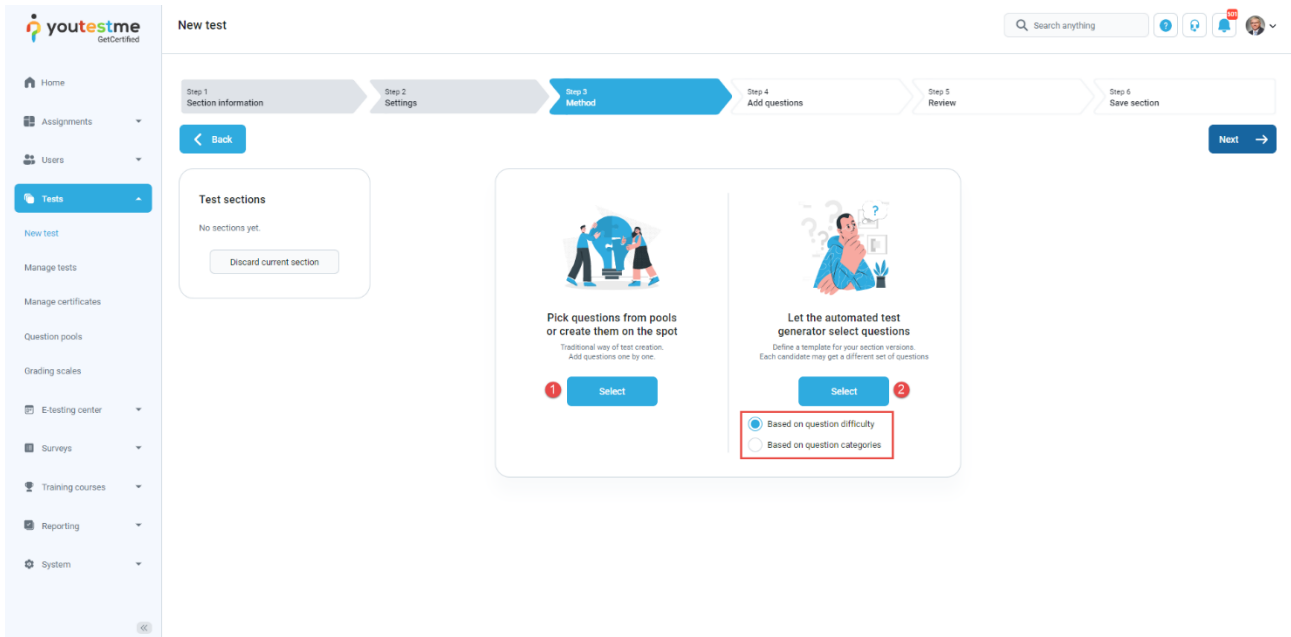 youtestme
GetCertified
New test
Search anything
?
505
Home
Assignments
Users
Tests
New test
Manage tests
Manage certificates
Question pools
Grading scales
E-testing center
Surveys
Training courses
Reporting
System
Step 1
Section information
Step 2
Settings
Step 3
Method
Step 4
Add questions
Step 5
Review
Step 6
Save section
Back
Next
Test sections
No sections yet.
Discard current section
Pick questions from pools
or create them on the spot
Traditional way of test creation.
Add questions one by one.
1
Select
Let the automated test
generator select questions
Define a template for your section versions.
Each candidate may get a different set of questions
Select
2
Based on question difficulty
Based on question categories